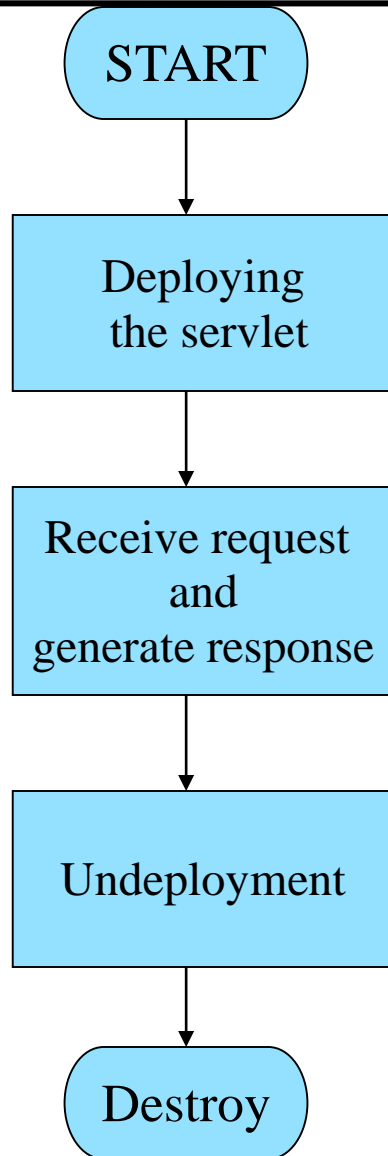 START
Deploying
the servlet
Receive request
and
generate response
Undeployment
Destroy